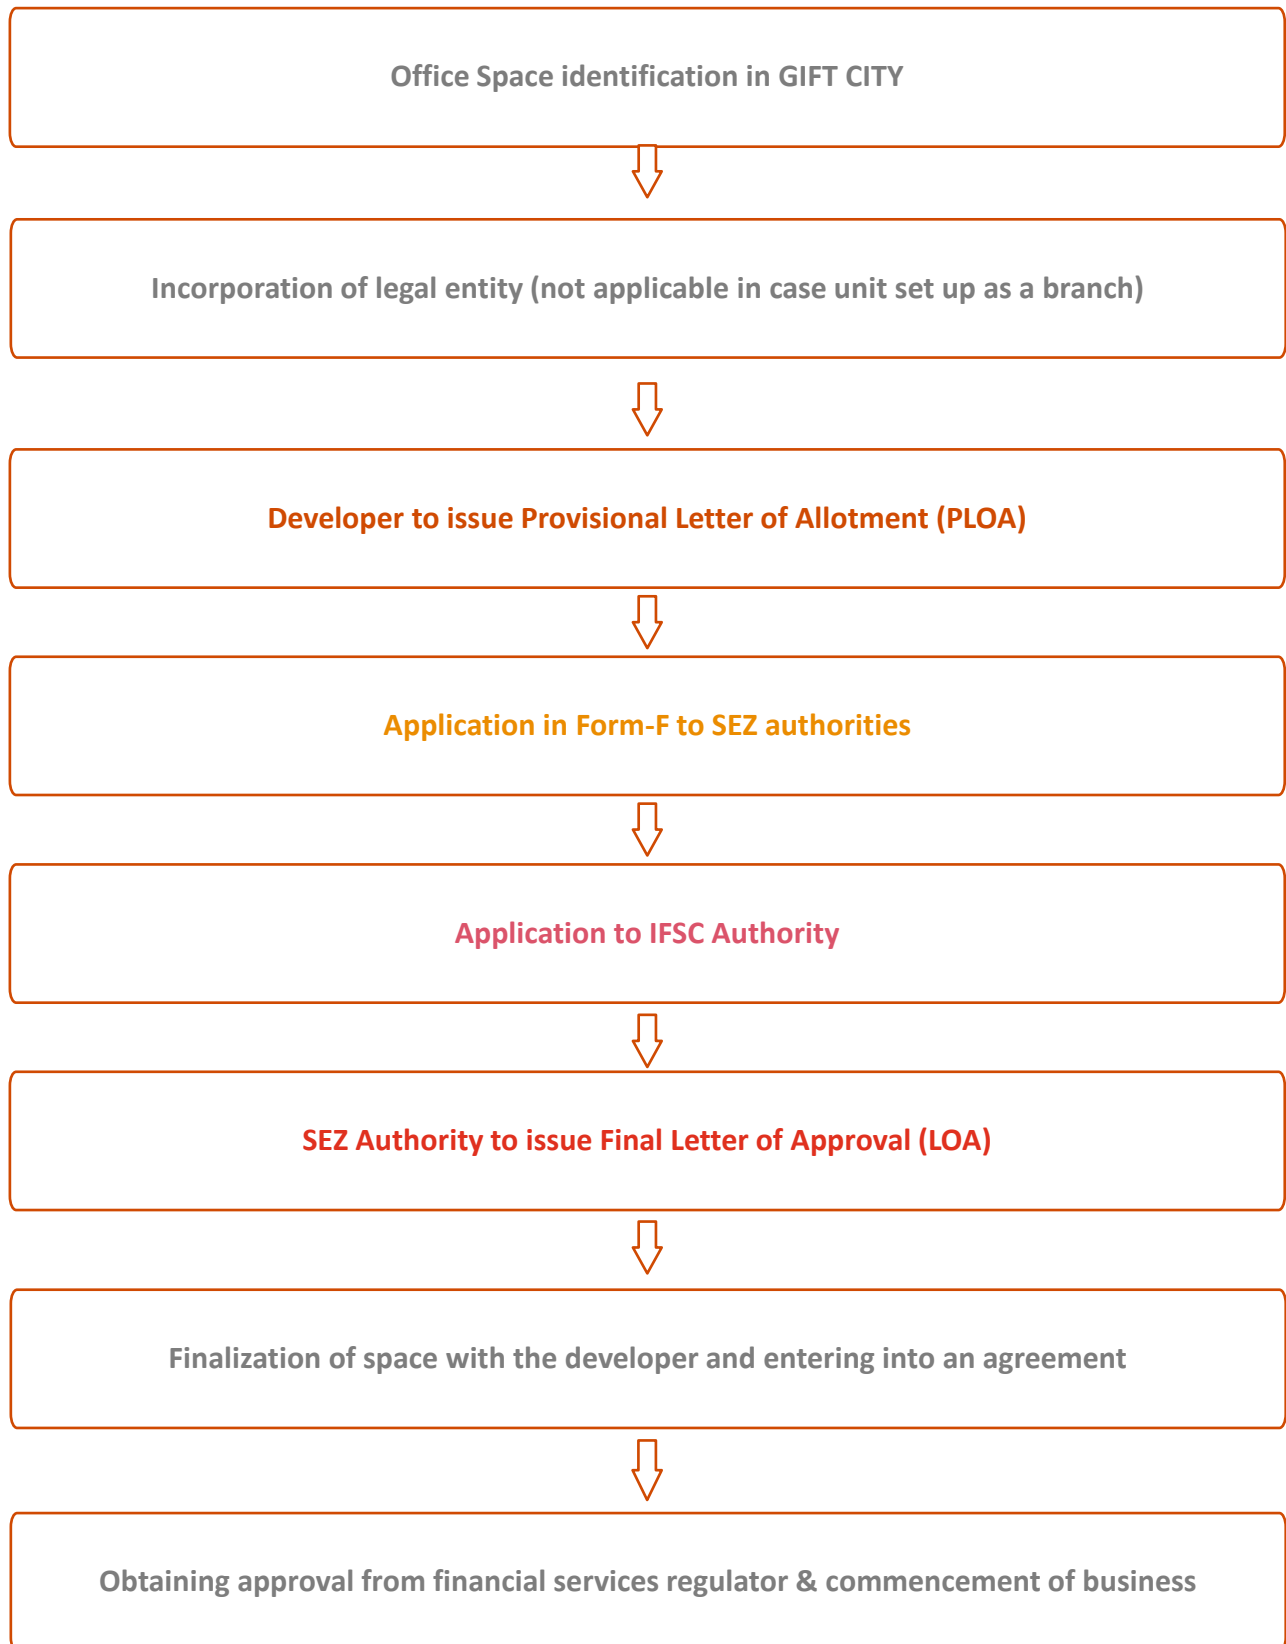 Office Space identification in GIFT CITY
Incorporation of legal entity (not applicable in case unit set up as a branch)
Developer to issue Provisional Letter of Allotment (PLOA)
Application in Form-F to SEZ authorities
Application to IFSC Authority
SEZ Authority to issue Final Letter of Approval (LOA)
Finalization of space with the developer and entering into an agreement
Obtaining approval from financial services regulator & commencement of business